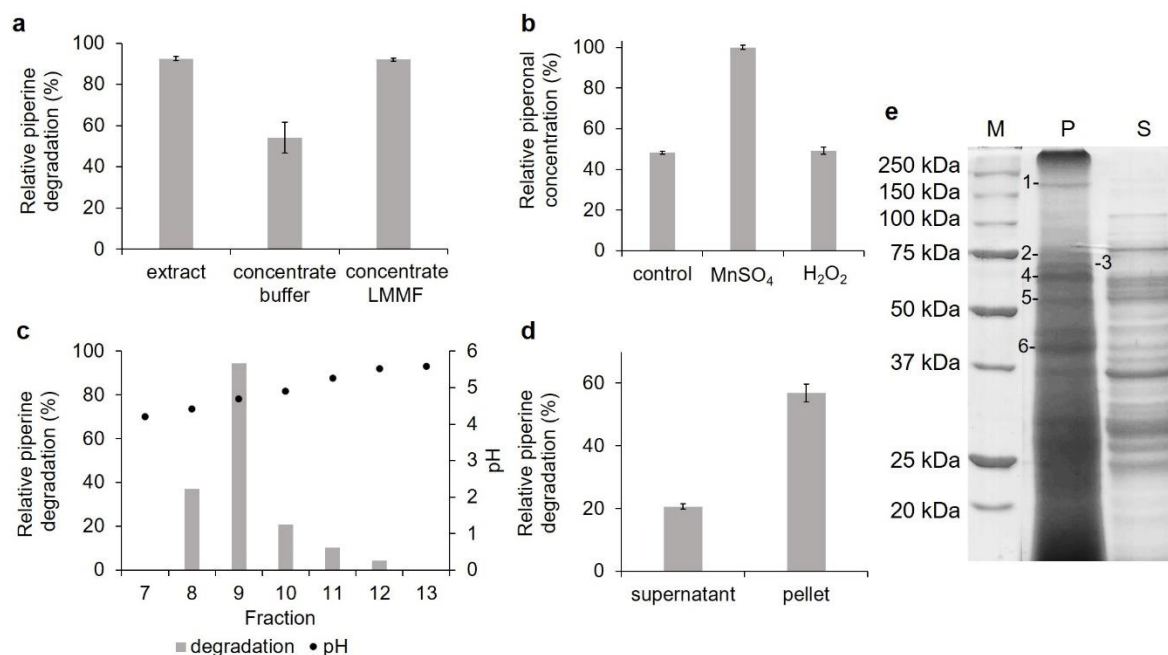 a
Relative piperine
degradation (%)
100
80
60
40
20
0
extract
concentrate
buffer
concentrate
LMMF
b
Relative piperonal
concentration (%)
100
80
60
40
20
0
control
MnSO₄
H₂O₂
c
Relative piperine
degradation (%)
100
80
60
40
20
0
6
5
4
3
2
1
0
pH
7 8 9 10 11 12 13
Fraction
degradation
pH
d
Relative piperine
degradation (%)
60
40
20
0
supernatant
pellet
e
M P S
250 kDa
150 kDa
100 kDa
75 kDa
50 kDa
37 kDa
25 kDa
20 kDa
1-
2-
-3
4-
5-
6-